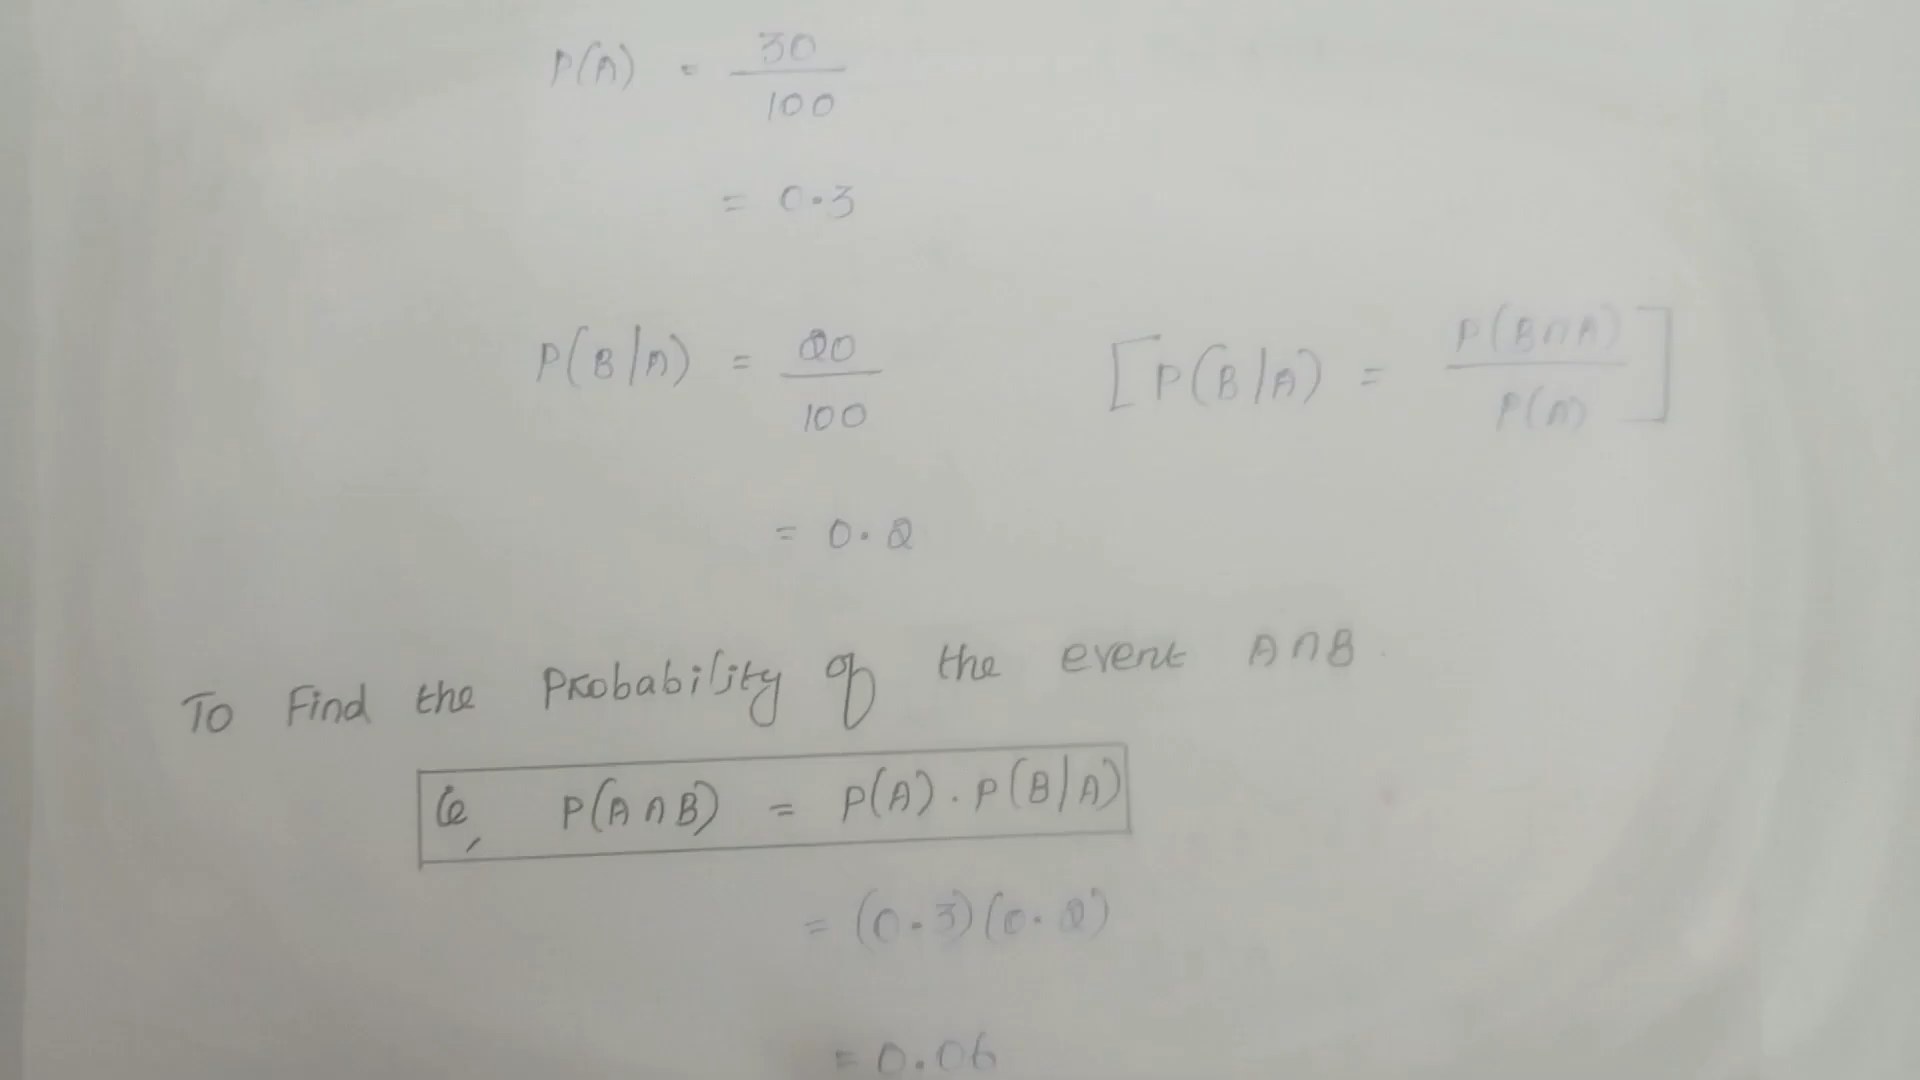 P(A) = 30/100
= 0.3
P(B/A) = 20/100 [P(B/A) = P(B∩A)/P(A)]
= 0.2
To Find the Probability of the event A∩B.
ie, P(A∩B) = P(A).P(B/A)
= (0.3)(0.2)
= 0.06